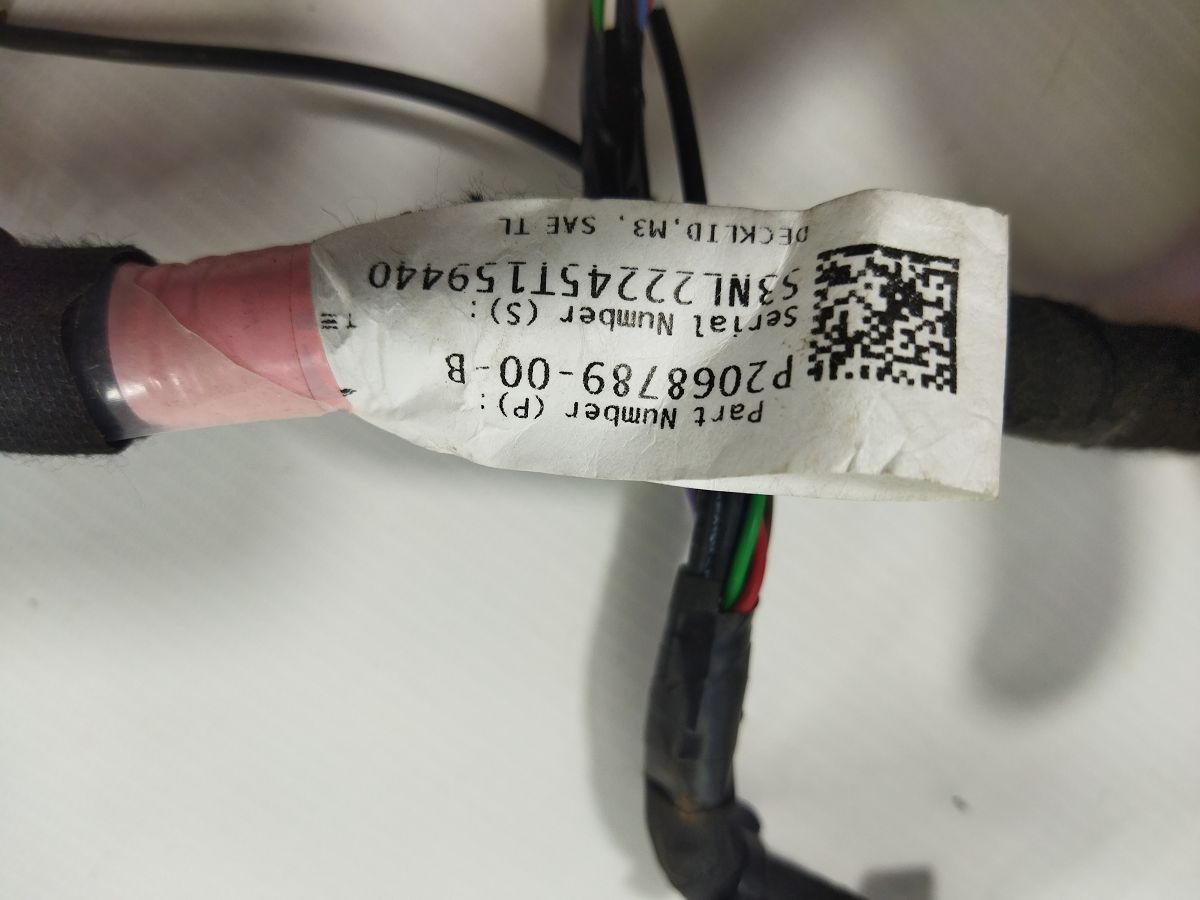 Part Number (P):
P2068789-00-B
Serial Number (S):
S3NL22245T159440
DECKLID,M3, SAE TL